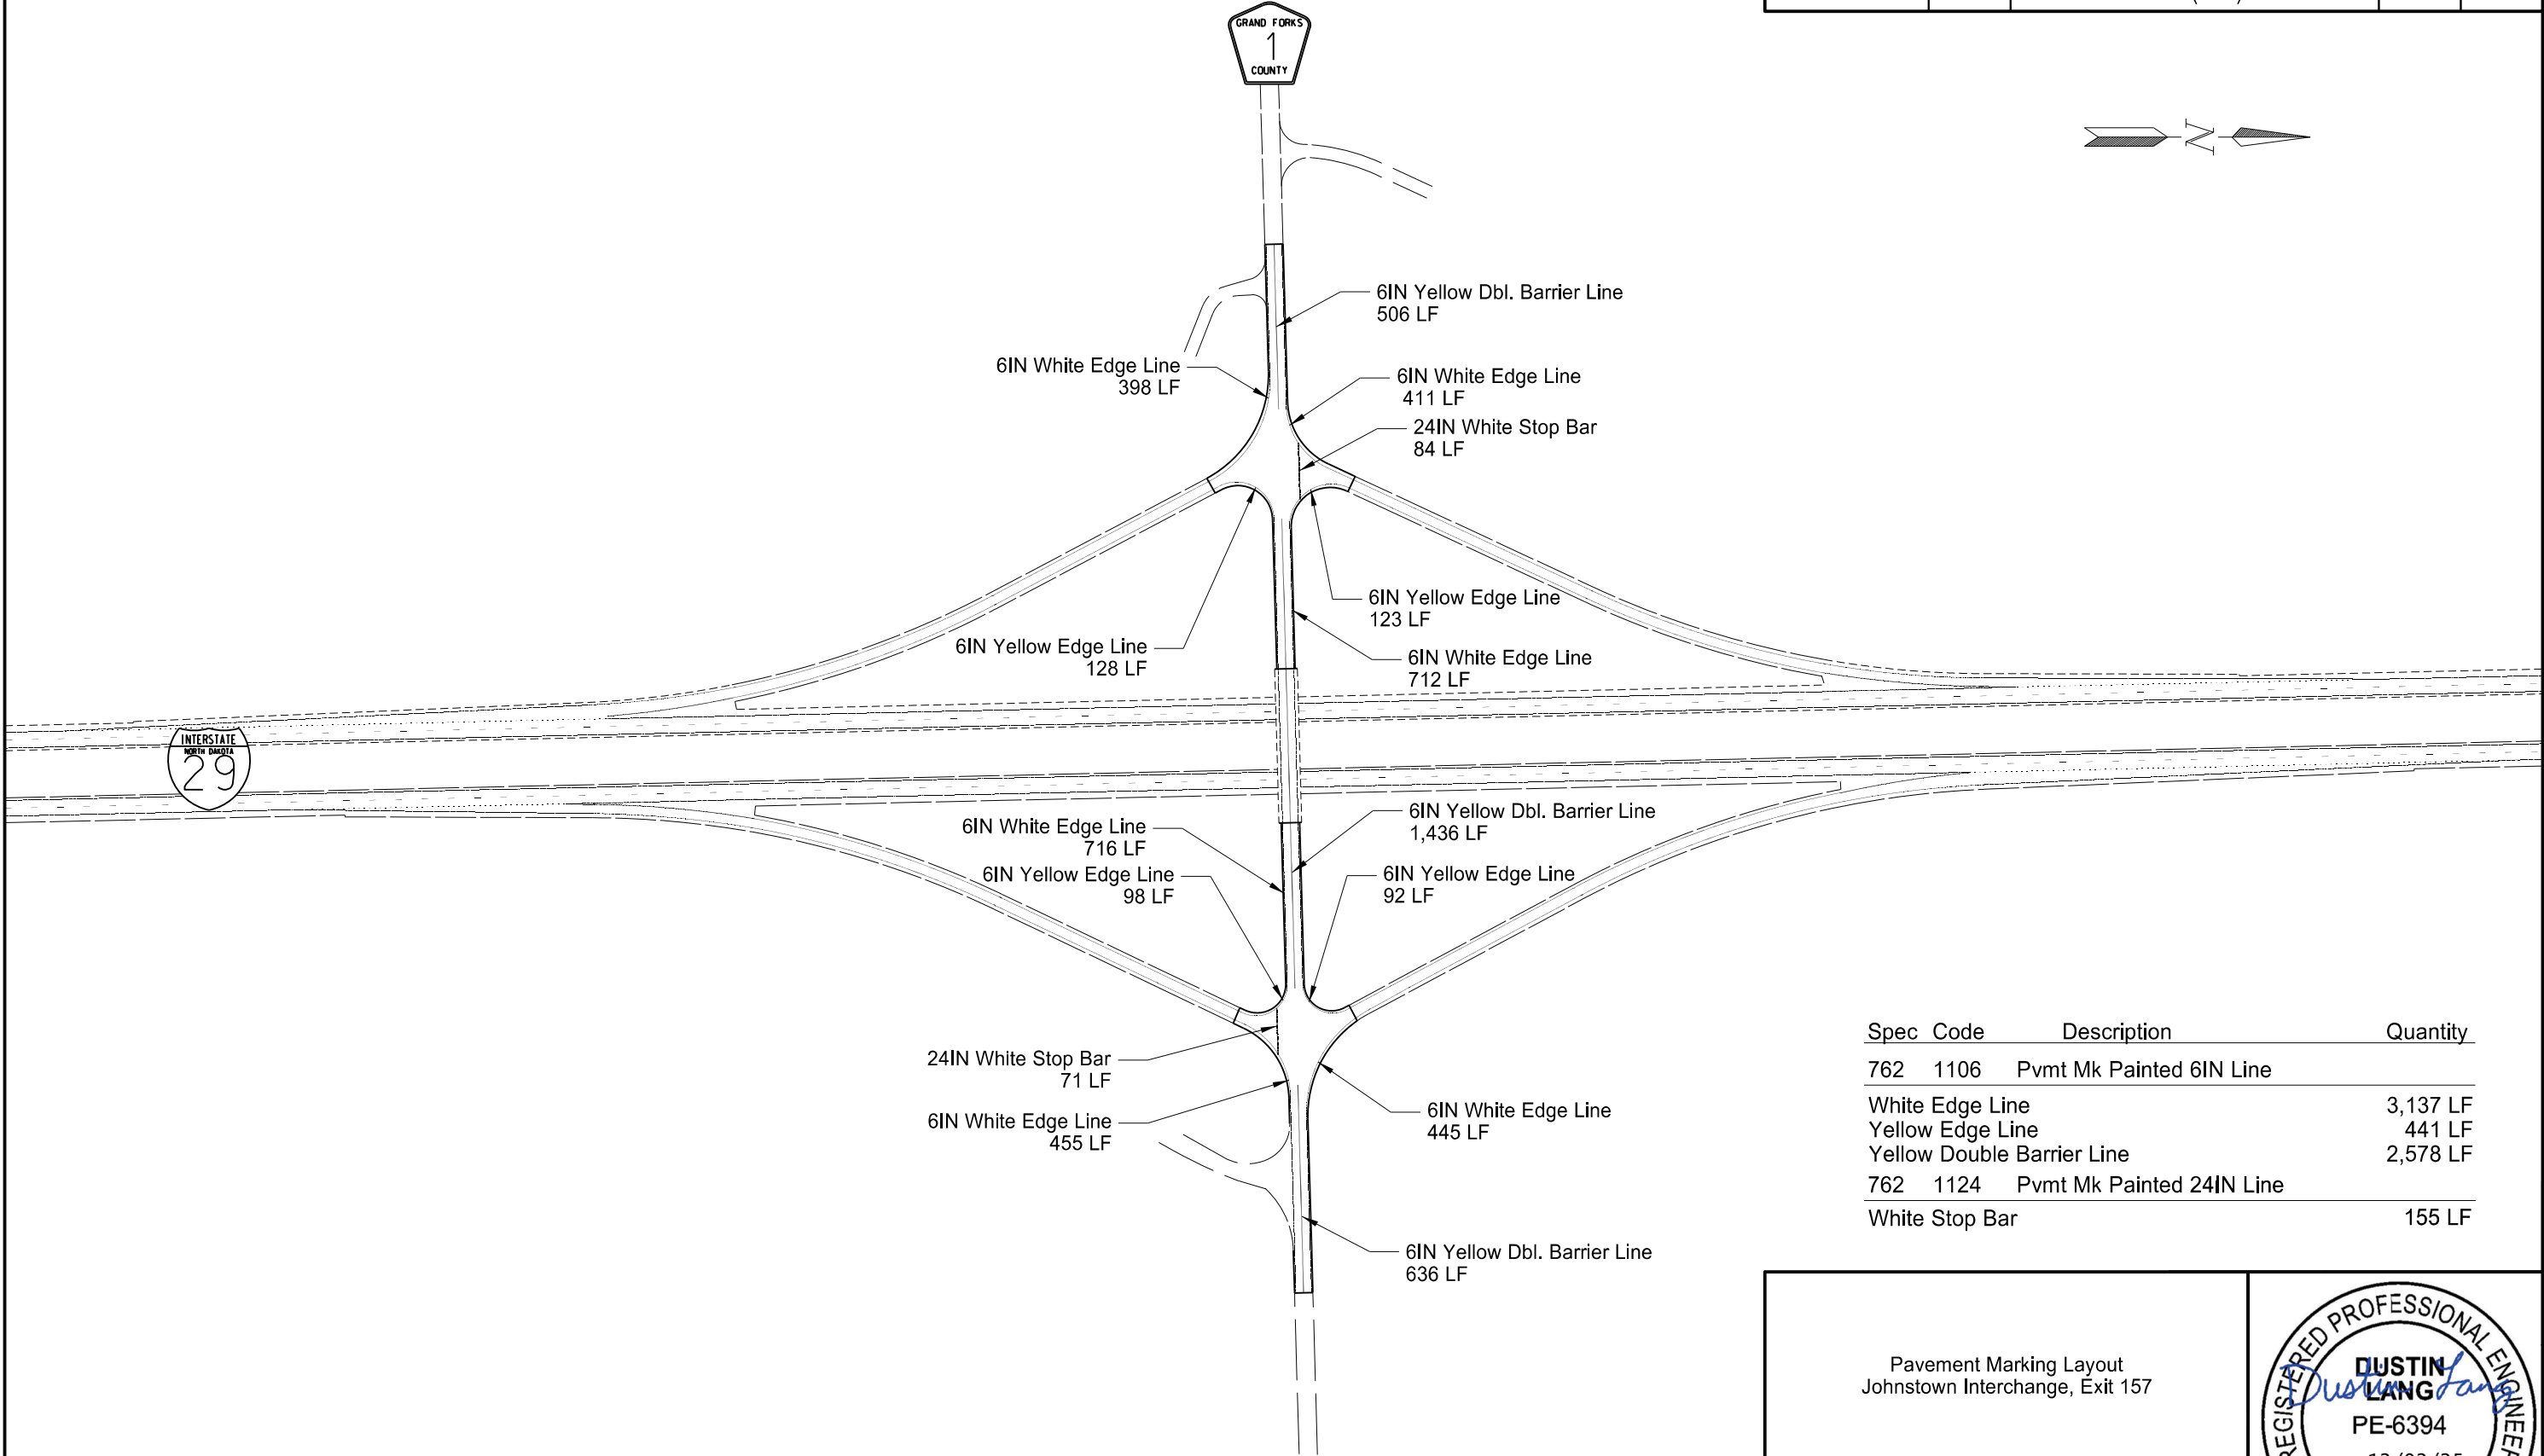 GRAND FORKS
1
COUNTY
N
6IN Yellow Dbl. Barrier Line
506 LF
6IN White Edge Line
398 LF
6IN White Edge Line
411 LF
24IN White Stop Bar
84 LF
6IN Yellow Edge Line
123 LF
6IN Yellow Edge Line
128 LF
6IN White Edge Line
712 LF
INTERSTATE
NORTH DAKOTA
29
6IN Yellow Dbl. Barrier Line
1,436 LF
6IN White Edge Line
716 LF
6IN Yellow Edge Line
98 LF
6IN Yellow Edge Line
92 LF
24IN White Stop Bar
71 LF
6IN White Edge Line
455 LF
6IN White Edge Line
445 LF
6IN Yellow Dbl. Barrier Line
636 LF
Spec Code Description Quantity
762 1106 Pvmt Mk Painted 6IN Line
White Edge Line 3,137 LF
Yellow Edge Line 441 LF
Yellow Double Barrier Line 2,578 LF
762 1124 Pvmt Mk Painted 24IN Line
White Stop Bar 155 LF
Pavement Marking Layout
Johnstown Interchange, Exit 157
REGISTERED PROFESSIONAL ENGINEER
DUSTIN
LANG
Dustin Lang
PE-6394